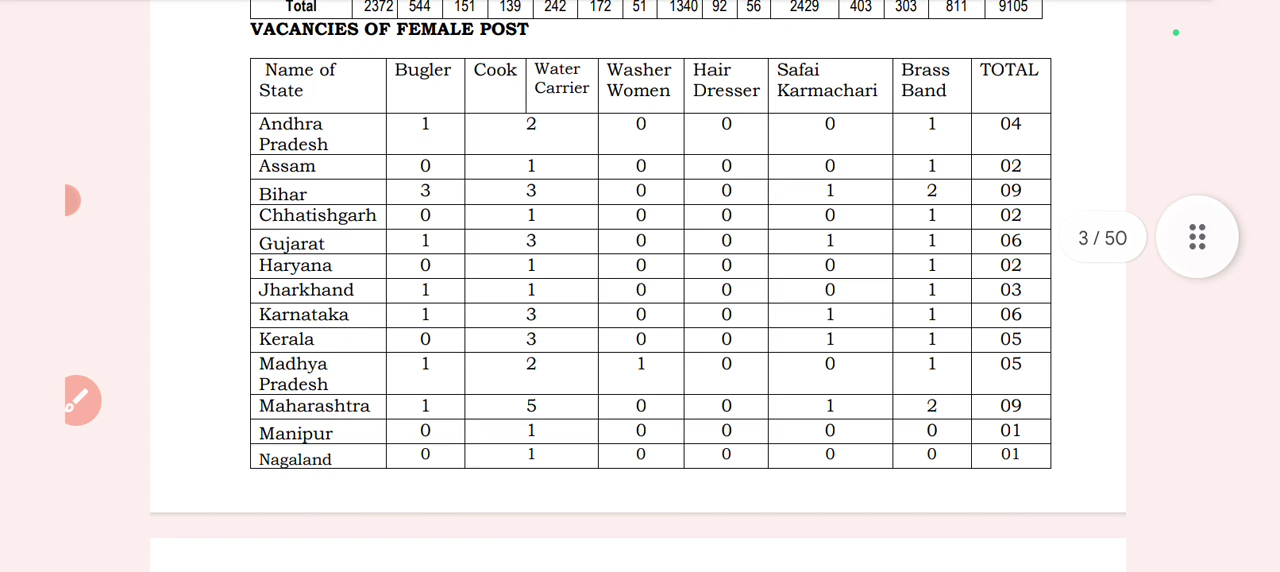 Total 2372 544 151 139 242 172 51 1340 92 56 2429 403 303 811 9105
VACANCIES OF FEMALE POST
Name of State Bugler Cook Water Carrier Washer Women Hair Dresser Safai Karmachari Brass Band TOTAL
Andhra Pradesh 1 2 0 0 0 1 04
Assam 0 1 0 0 0 1 02
Bihar 3 3 0 0 1 2 09
Chhatishgarh 0 1 0 0 0 1 02
Gujarat 1 3 0 0 1 1 06
Haryana 0 1 0 0 0 1 02
Jharkhand 1 1 0 0 0 1 03
Karnataka 1 3 0 0 1 1 06
Kerala 0 3 0 0 1 1 05
Madhya Pradesh 1 2 1 0 0 1 05
Maharashtra 1 5 0 0 1 2 09
Manipur 0 1 0 0 0 0 01
Nagaland 0 1 0 0 0 0 01
3 / 50